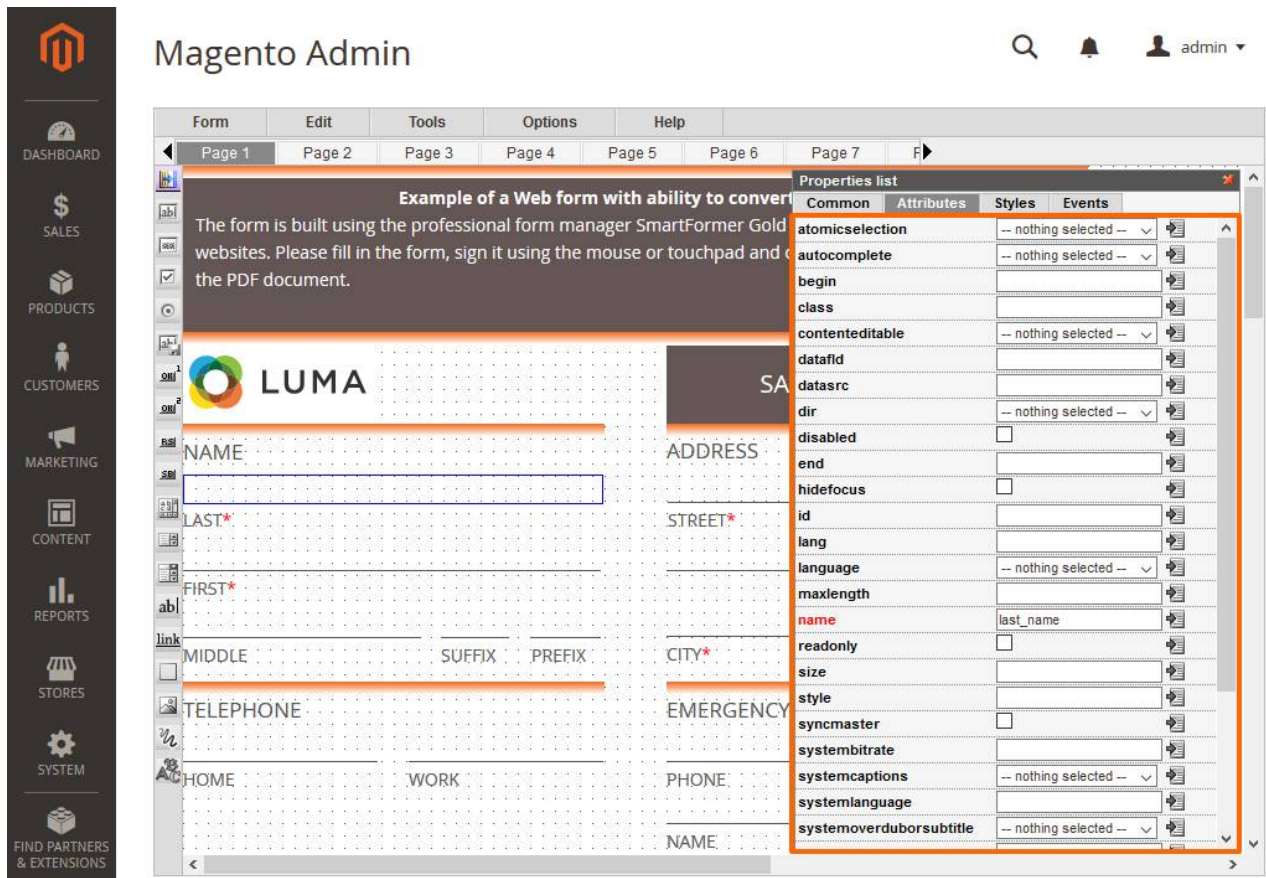 Magento Admin
admin
DASHBOARD
$
SALES
PRODUCTS
CUSTOMERS
MARKETING
CONTENT
REPORTS
STORES
SYSTEM
FIND PARTNERS
& EXTENSIONS
Form Edit Tools Options Help
Page 1 Page 2 Page 3 Page 4 Page 5 Page 6 Page 7
Example of a Web form with ability to convert
The form is built using the professional form manager SmartFormer Gold
websites. Please fill in the form, sign it using the mouse or touchpad and
the PDF document.
LUMA
SA
NAME
ADDRESS
LAST*
STREET*
FIRST*
MIDDLE SUFFIX PREFIX CITY*
TELEPHONE
EMERGENCY
HOME WORK PHONE
NAME
ab|
link
Properties list
Common Attributes Styles Events
atomicselection -- nothing selected --
autocomplete -- nothing selected --
begin
class
contenteditable -- nothing selected --
datafld
datasrc
dir -- nothing selected --
disabled
end
hidefocus
id
lang
language -- nothing selected --
maxlength
name last_name
readonly
size
style
syncmaster
systembitrate
systemcaptions -- nothing selected --
systemlanguage
systemoverduborsubtitle -- nothing selected --